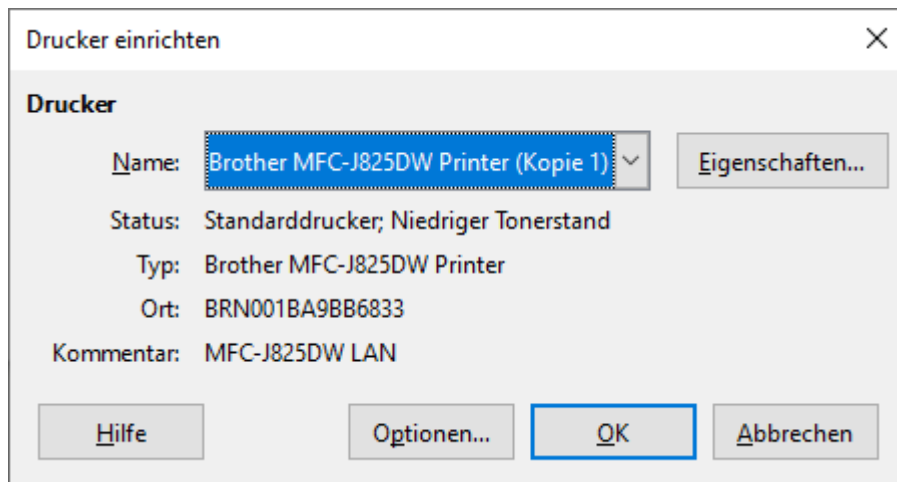 Drucker einrichten
Drucker
Name: Brother MFC-J825DW Printer (Kopie 1) Eigenschaften...
Status: Standarddrucker; Niedriger Tonerstand
Typ: Brother MFC-J825DW Printer
Ort: BRN001BA9BB6833
Kommentar: MFC-J825DW LAN
Hilfe Optionen... OK Abbrechen